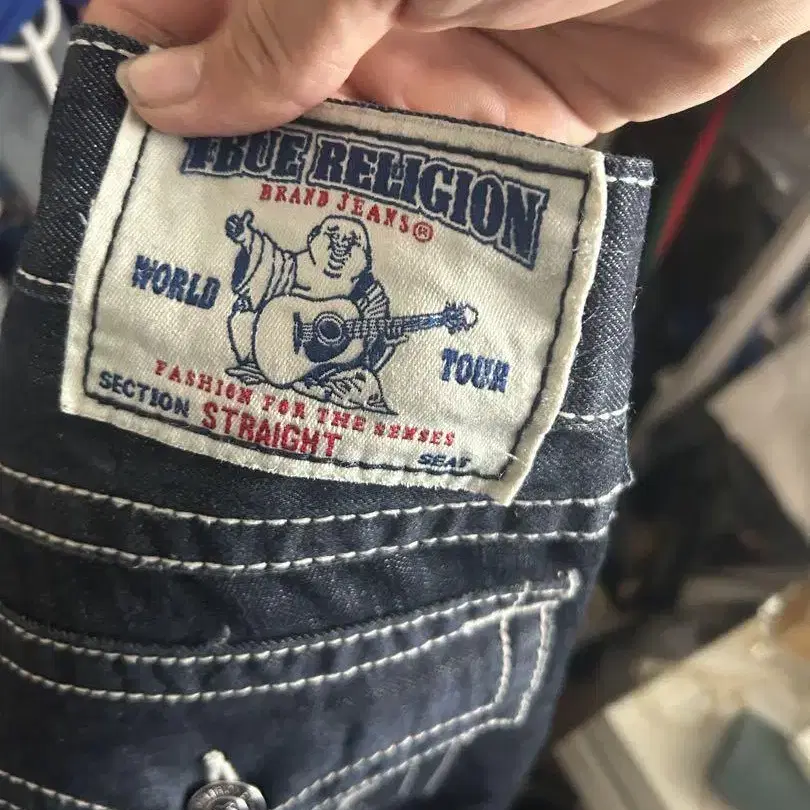 TRUE RELIGION
BRAND JEANS®
WORLD TOUR
FASHION FOR THE SENSES
SECTION STRAIGHT SEAT